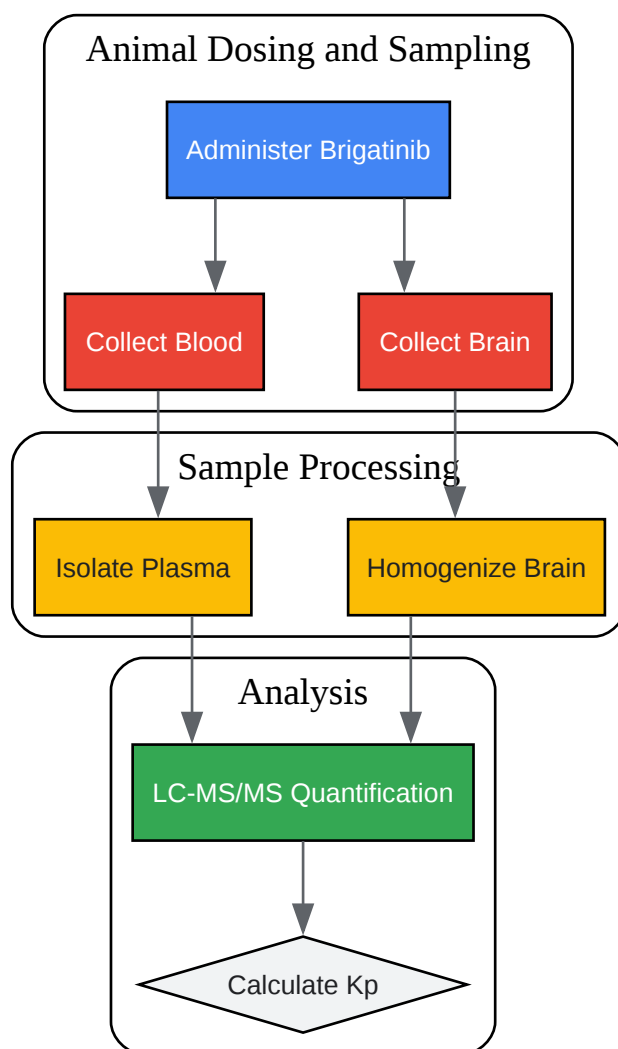 Animal Dosing and Sampling
Administer Brigatinib
Collect Blood
Collect Brain
Sample Processing
Isolate Plasma
Homogenize Brain
Analysis
LC-MS/MS Quantification
Calculate Kp